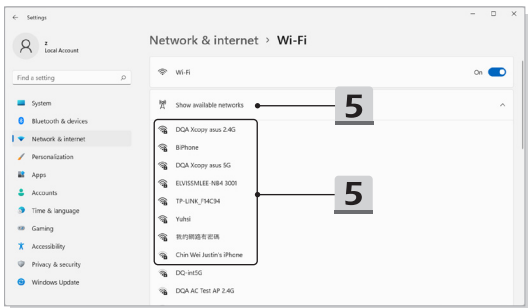 Settings
z
Local Account
Find a setting
System
Bluetooth & devices
Network & internet
Personalization
Apps
Accounts
Time & language
Gaming
Accessibility
Privacy & security
Windows Update
Network & internet > Wi-Fi
Wi-Fi
On
Show available networks
5
DQA Xcopy asus 2.4G
BiPhone
DQA Xcopy asus 5G
ELVISSMLEE-NB4 3001
5
TP-LINK_F14C94
Yuhsi
我的網路有密碼
Chin Wei Justin's iPhone
DQ-int5G
DQA AC Test AP 2.4G